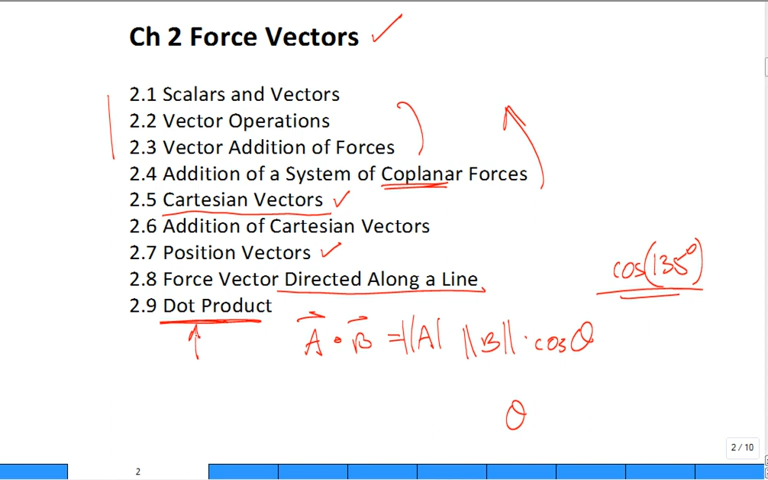 Ch 2 Force Vectors
2.1 Scalars and Vectors
2.2 Vector Operations
2.3 Vector Addition of Forces
2.4 Addition of a System of Coplanar Forces
2.5 Cartesian Vectors
2.6 Addition of Cartesian Vectors
2.7 Position Vectors
2.8 Force Vector Directed Along a Line
cos(135°)
2.9 Dot Product
A • B = ||A| ||B|| · cosθ
θ
2 / 10
2